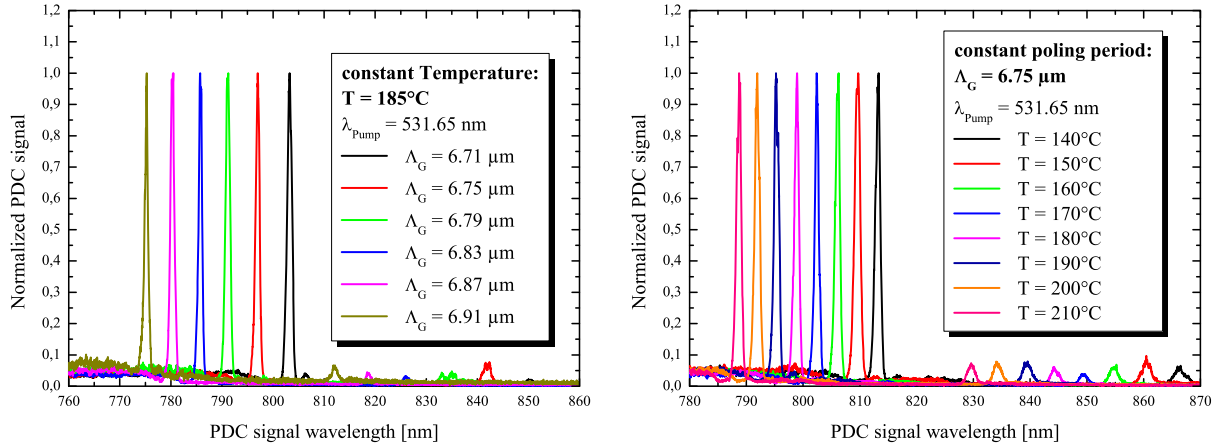 1,2
1,1
1,0
0,9
0,8
0,7
0,6
0,5
0,4
0,3
0,2
0,1
0,0
Normalized PDC signal
760 770 780 790 800 810 820 830 840 850 860
PDC signal wavelength [nm]
constant Temperature:
T = 185°C
λPump = 531.65 nm
ΛG = 6.71 µm
ΛG = 6.75 µm
ΛG = 6.79 µm
ΛG = 6.83 µm
ΛG = 6.87 µm
ΛG = 6.91 µm
1,2
1,1
1,0
0,9
0,8
0,7
0,6
0,5
0,4
0,3
0,2
0,1
0,0
Normalized PDC signal
780 790 800 810 820 830 840 850 860 870
PDC signal wavelength [nm]
constant poling period:
ΛG = 6.75 µm
λPump = 531.65 nm
T = 140°C
T = 150°C
T = 160°C
T = 170°C
T = 180°C
T = 190°C
T = 200°C
T = 210°C